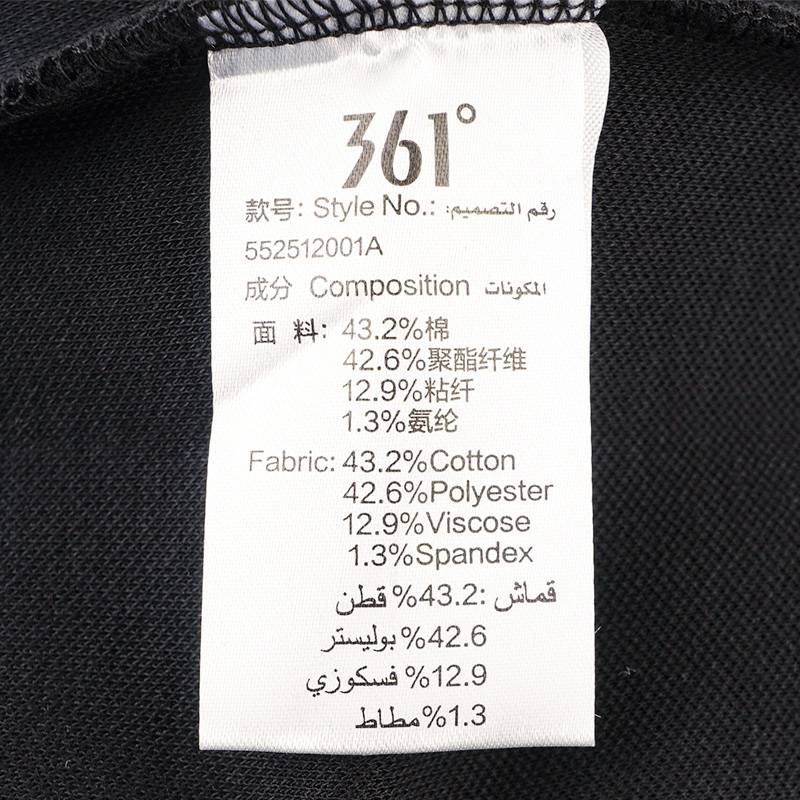 361°
款号: Style No.: رقم التصميم:
552512001A
成分 Composition المكونات
面 料: 43.2%棉
42.6%聚酯纤维
12.9%粘纤
1.3%氨纶
Fabric: 43.2%Cotton
42.6%Polyester
12.9%Viscose
1.3%Spandex
قماش :43.2% قطن
42.6% بوليستر
12.9% فسكوزي
1.3% مطاط